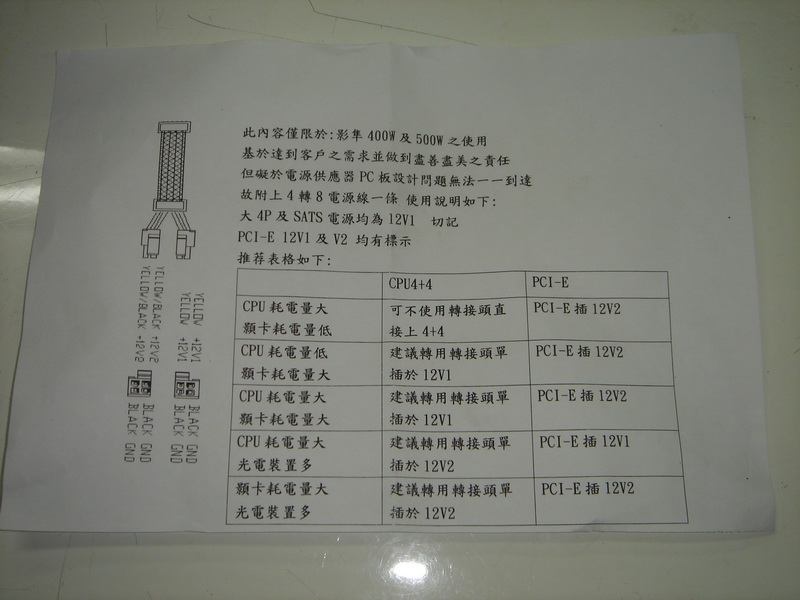 此內容僅限於:影隼 400W 及 500W 之使用
基於達到客戶之需求並做到盡善盡美之責任
但礙於電源供應器 PC 板設計問題無法一一到達
故附上 4 轉 8 電源線一條 使用說明如下:
大 4P 及 SATS 電源均為 12V1 切記
PCI-E 12V1 及 V2 均有標示
推荐表格如下:
CPU4+4 PCI-E
CPU 耗電量大 可不使用轉接頭直 PCI-E 插 12V2
顯卡耗電量低 接上 4+4
CPU 耗電量低 建議轉用轉接頭單 PCI-E 插 12V2
顯卡耗電量大 插於 12V1
CPU 耗電量大 建議轉用轉接頭單 PCI-E 插 12V2
顯卡耗電量大 插於 12V1
CPU 耗電量大 建議轉用轉接頭單 PCI-E 插 12V1
光電裝置多 插於 12V2
顯卡耗電量大 建議轉用轉接頭單 PCI-E 插 12V2
光電裝置多 插於 12V2
YELLOW +12V1
YELLOW +12V1
YELLOW/BLACK +12V2
YELLOW/BLACK +12V2
BLACK GND
BLACK GND
BLACK GND
BLACK GND